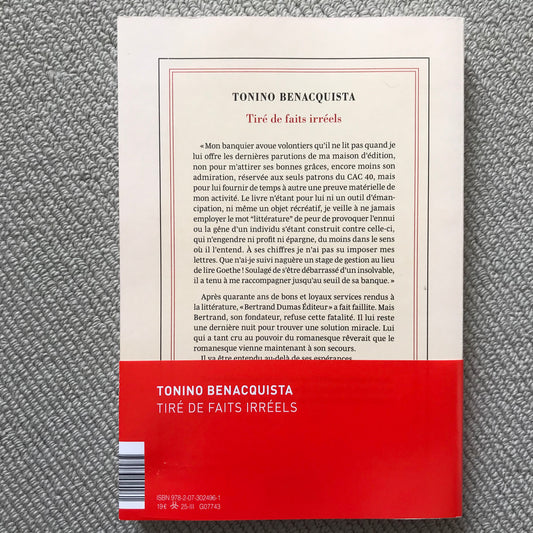 TONINO BENACQUISTA
Tiré de faits irréels
« Mon banquier avoue volontiers qu'il ne lit pas quand je
lui offre les dernières parutions de ma maison d'édition,
non pour m'attirer ses bonnes grâces, encore moins son
admiration, réservée aux seuls patrons du CAC 40, mais
pour lui fournir de temps à autre une preuve matérielle de
mon activité. Le livre n'étant pour lui ni un outil d'éman-
cipation, ni même un objet récréatif, je veille à ne jamais
employer le mot “littérature” de peur de provoquer l'ennui
ou la gêne d'un individu s'étant construit contre celle-ci,
qui n'engendre ni profit ni épargne, du moins dans le sens
où il l'entend. À ses chiffres je n'ai pas su imposer mes
lettres. Que n'ai-je suivi naguère un stage de gestion au lieu
de lire Goethe ! Soulagé de s'être débarrassé d'un insolvable,
il a tenu à me raccompagner jusqu'au seuil de sa banque. »
Après quarante ans de bons et loyaux services rendus à
la littérature, « Bertrand Dumas Éditeur » a fait faillite. Mais
Bertrand, son fondateur, refuse cette fatalité. Il lui reste
une dernière nuit pour trouver une solution miracle. Lui
qui a tant cru au pouvoir du romanesque rêverait que le
romanesque vienne maintenant à son secours.
Il va être entendu au-delà de ses espérances.
TONINO BENACQUISTA
TIRÉ DE FAITS IRRÉELS
ISBN 978-2-07-302496-1
19 € 25-III G07743